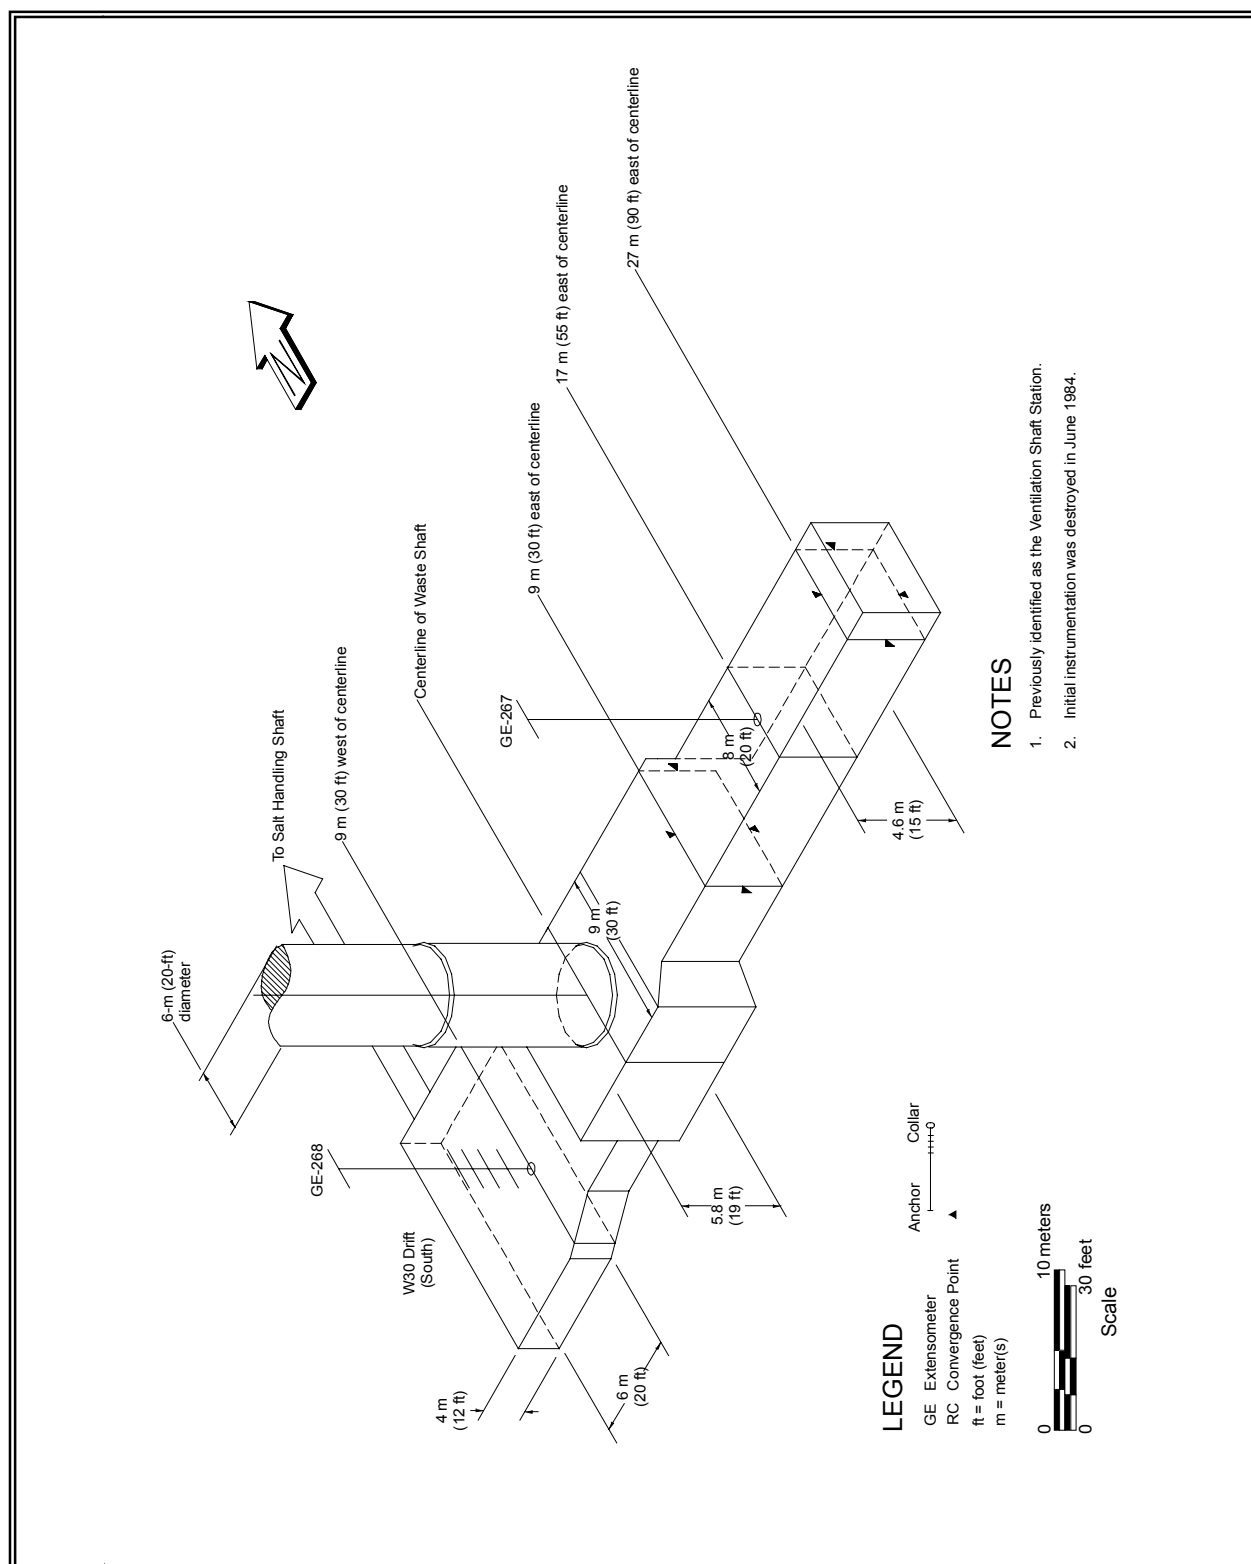 N
6-m (20-ft)
diameter
To Salt Handling Shaft
9 m (30 ft) west of centerline
Centerline of Waste Shaft
9 m (30 ft) east of centerline
17 m (55 ft) east of centerline
27 m (90 ft) east of centerline
GE-268
GE-267
W30 Drift
(South)
9 m
(30 ft)
8 m
(20 ft)
4 m
(12 ft)
6 m
(20 ft)
5.8 m
(19 ft)
4.6 m
(15 ft)
LEGEND
GE Extensometer
Anchor Collar
RC Convergence Point
ft = foot (feet)
m = meter(s)
0 10 meters
0 30 feet
Scale
NOTES
1. Previously identified as the Ventilation Shaft Station.
2. Initial instrumentation was destroyed in June 1984.